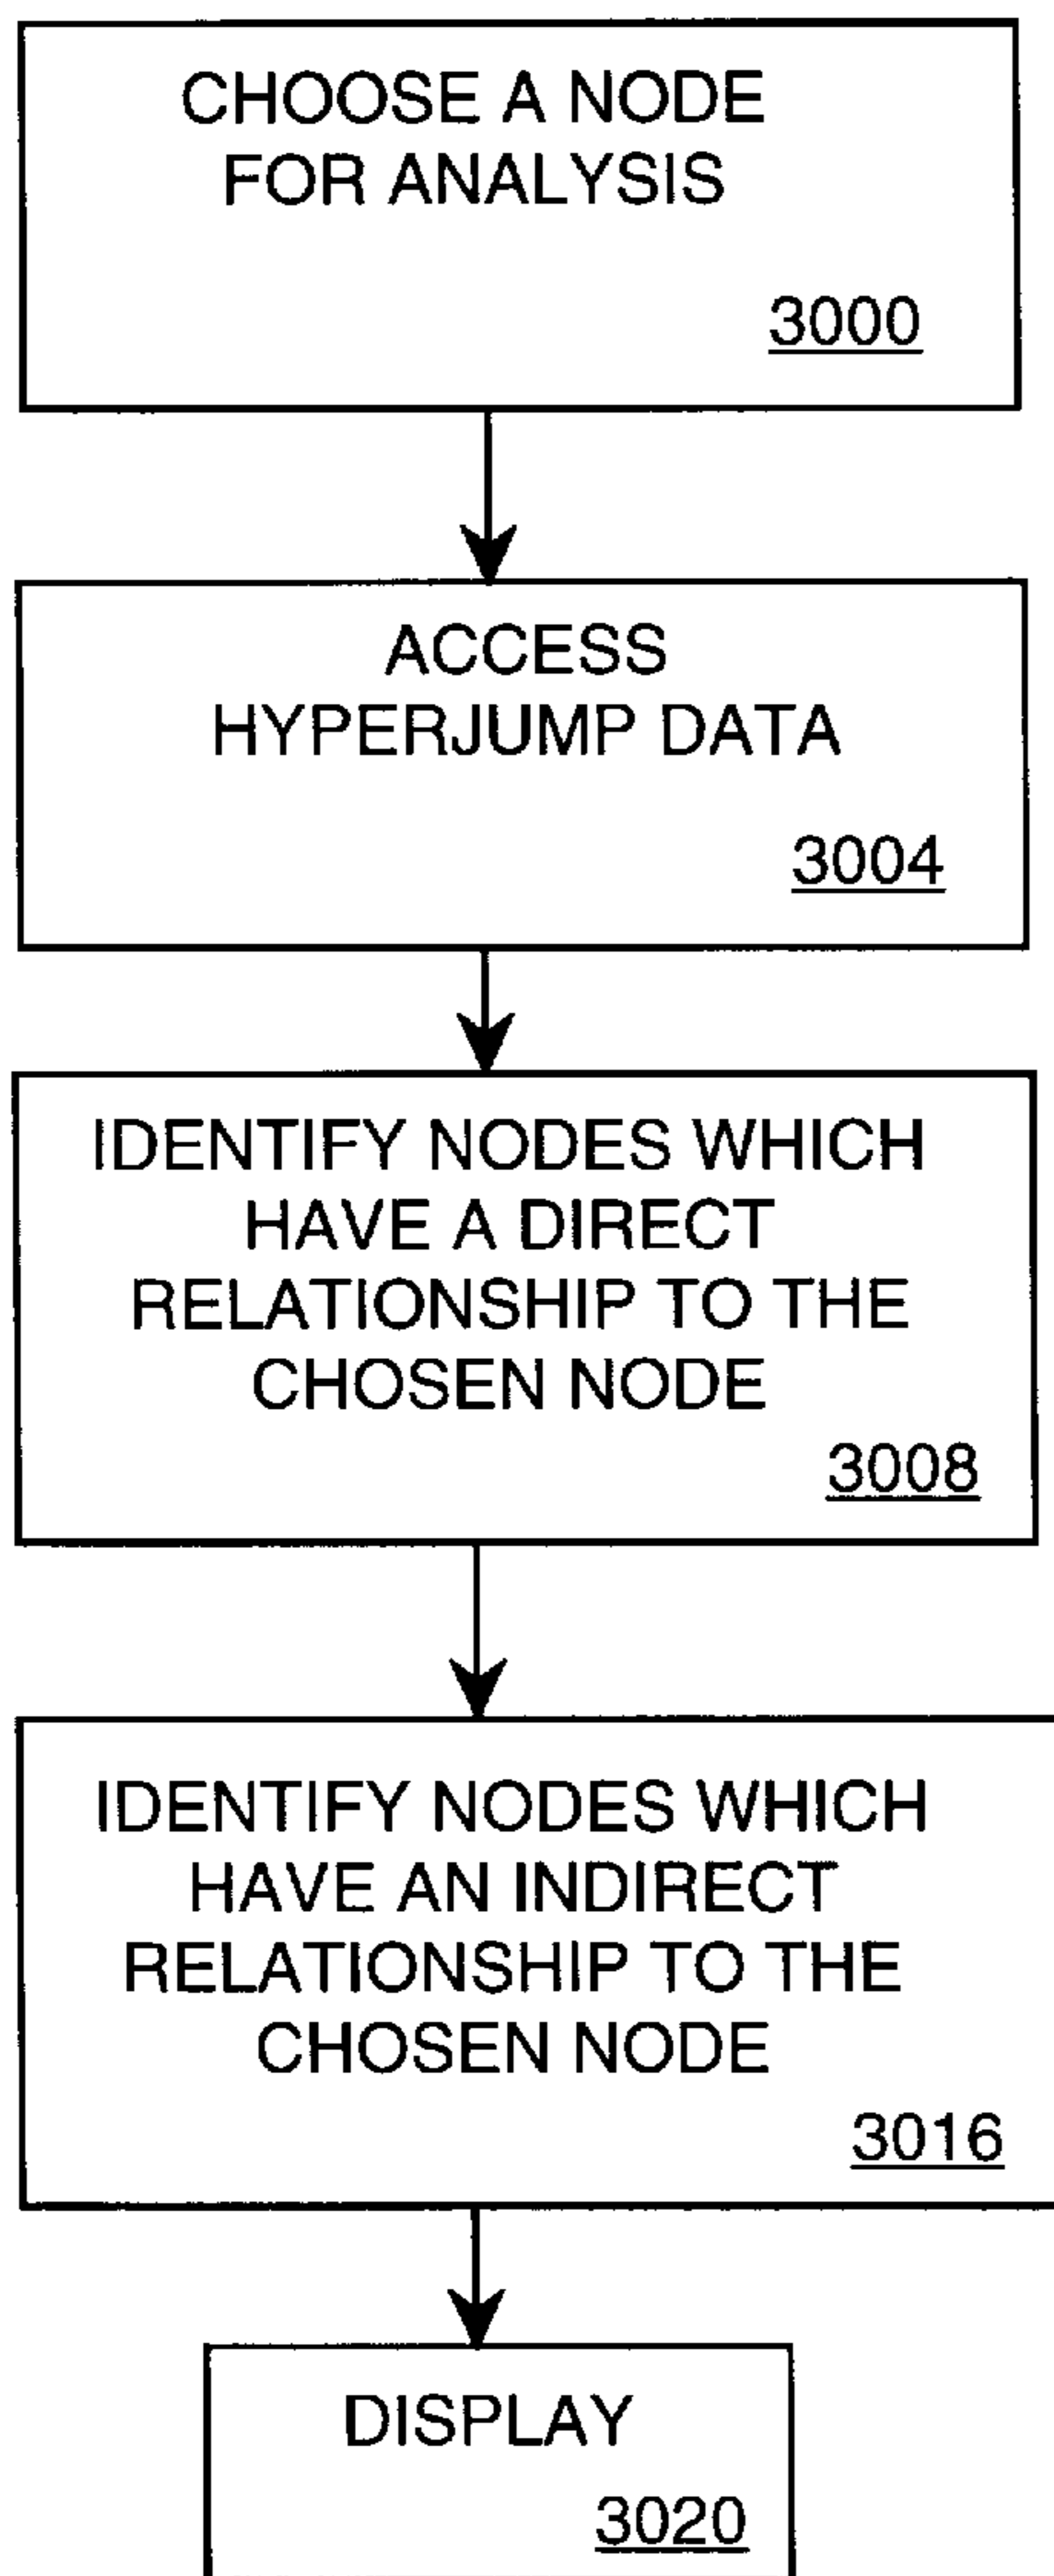 CHOOSE A NODE
FOR ANALYSIS
3000
ACCESS
HYPERJUMP DATA
3004
IDENTIFY NODES WHICH
HAVE A DIRECT
RELATIONSHIP TO THE
CHOSEN NODE
3008
IDENTIFY NODES WHICH
HAVE AN INDIRECT
RELATIONSHIP TO THE
CHOSEN NODE
3016
DISPLAY
3020